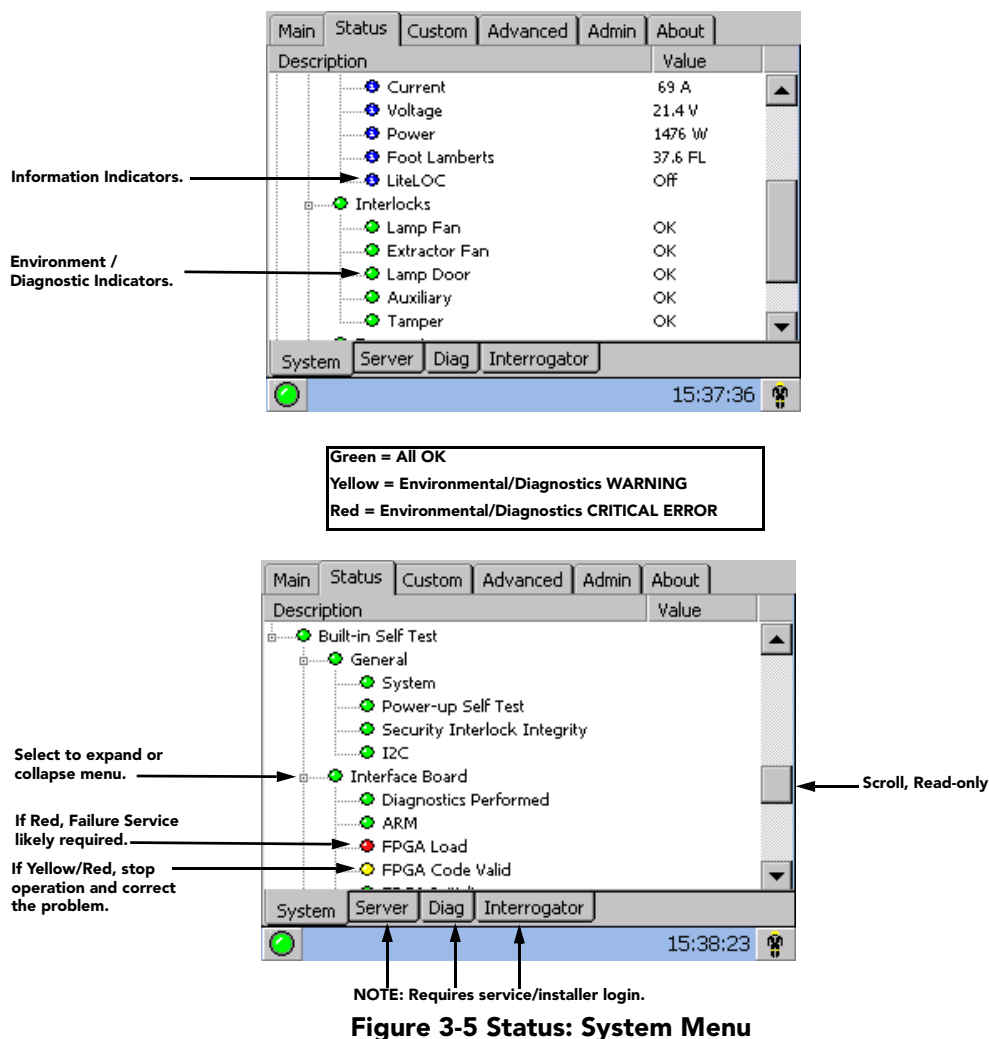 Main Status Custom Advanced Admin About
Description Value
Current 69 A
Voltage 21.4 V
Power 1476 W
Foot Lamberts 37.6 FL
Information Indicators.
LiteLOC Off
Interlocks
Lamp Fan OK
Extractor Fan OK
Environment /
Diagnostic Indicators.
Lamp Door OK
Auxiliary OK
Tamper OK
System Server Diag Interrogator
15:37:36
Green = All OK
Yellow = Environmental/Diagnostics WARNING
Red = Environmental/Diagnostics CRITICAL ERROR
Main Status Custom Advanced Admin About
Description Value
Built-in Self Test
General
System
Power-up Self Test
Security Interlock Integrity
I2C
Select to expand or
collapse menu.
Interface Board
Scroll, Read-only
Diagnostics Performed
ARM
If Red, Failure Service
likely required.
FPGA Load
If Yellow/Red, stop
operation and correct
the problem.
FPGA Code Valid
System Server Diag Interrogator
15:38:23
NOTE: Requires service/installer login.
Figure 3-5 Status: System Menu